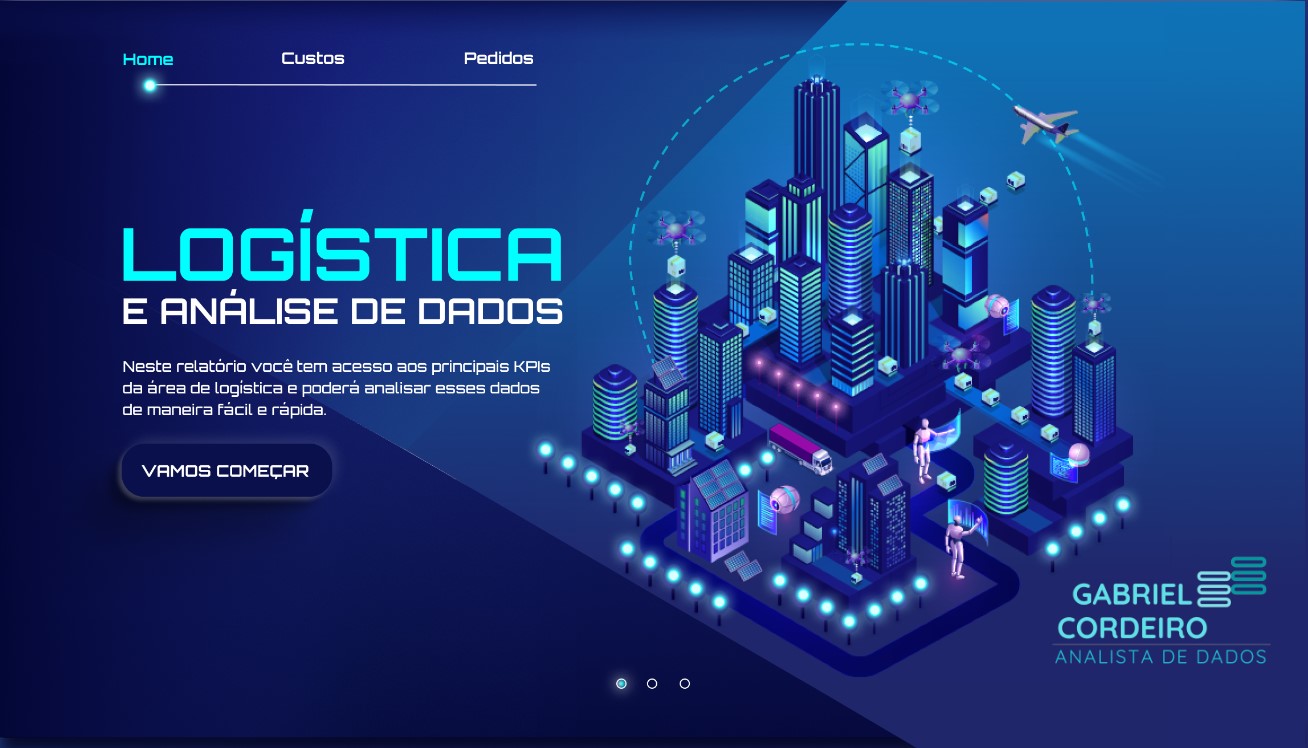 Home
Custos
Pedidos
LOGÍSTICA
E ANÁLISE DE DADOS
Neste relatório você tem acesso aos principais KPIs
da área de logística e poderá analisar esses dados
de maneira fácil e rápida.
VAMOS COMEÇAR
GABRIEL
CORDEIRO
ANALISTA DE DADOS